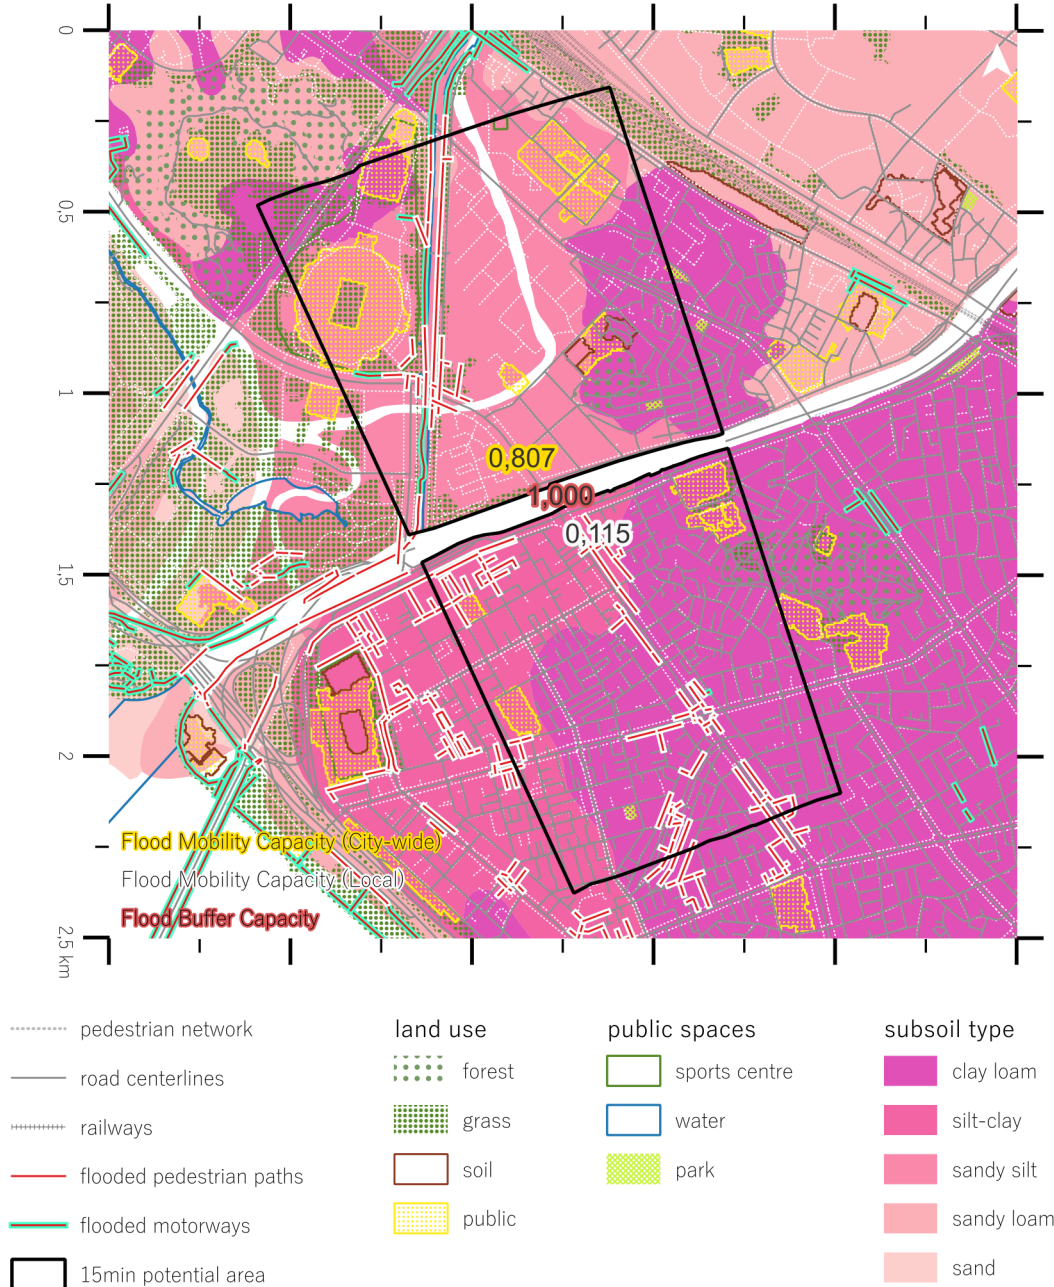 0
0,5
1
1,5
2
2,5 km
0,807
1,000
0,115
Flood Mobility Capacity (City-wide)
Flood Mobility Capacity (Local)
Flood Buffer Capacity
pedestrian network
road centerlines
railways
flooded pedestrian paths
flooded motorways
15min potential area
land use
forest
grass
soil
public
public spaces
sports centre
water
park
subsoil type
clay loam
silt-clay
sandy silt
sandy loam
sand